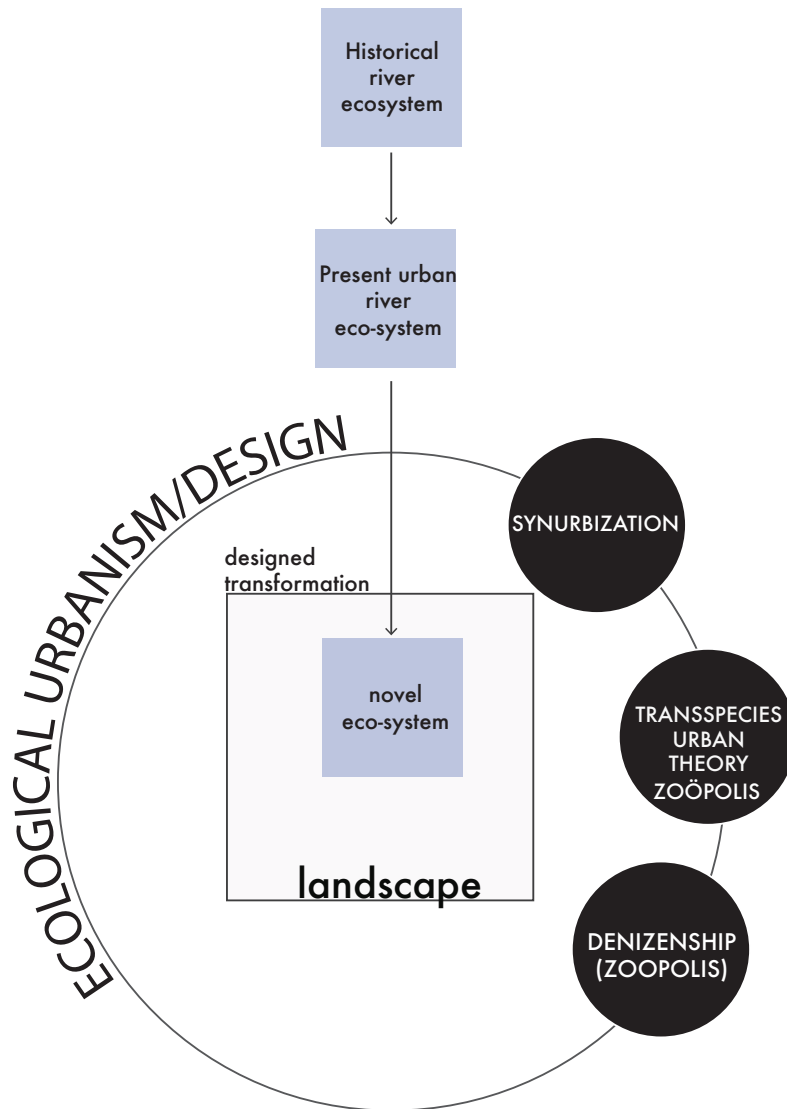 Historical
river
ecosystem
Present urban
river
eco-system
ECOLOGICAL URBANISM/DESIGN
SYNURBIZATION
designed
transformation
novel
eco-system
TRANSSPECIES
URBAN
THEORY
ZOÖPOLIS
landscape
DENIZENSHIP
(ZOOPOLIS)